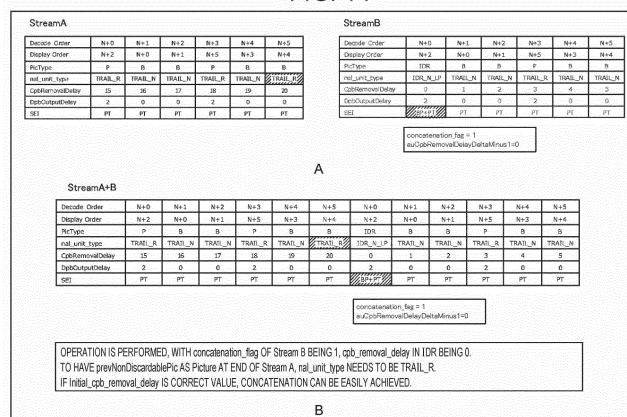 StreamA
Decode Order N+0 N+1 N+2 N+3 N+4 N+5
Display Order N+2 N+0 N+1 N+5 N+3 N+4
PicType P B B P B B
nal_unit_type TRAIL_R TRAIL_N TRAIL_N TRAIL_R TRAIL_N TRAIL_R
CpbRemovalDelay 15 16 17 18 19 20
DpbOutputDelay 2 0 0 2 0 0
SEI PT PT PT PT PT PT
StreamB
Decode Order N+0 N+1 N+2 N+3 N+4 N+5
Display Order N+2 N+0 N+1 N+5 N+3 N+4
PicType IDR B B P B B
nal_unit_type IDR_N_LP TRAIL_N TRAIL_N TRAIL_R TRAIL_N TRAIL_N
CpbRemovalDelay 0 1 2 3 4 5
DpbOutputDelay 2 0 0 2 0 0
SEI BP+PT PT PT PT PT PT
concatenation_flag = 1
auCpbRemovalDelayDeltaMinus1=0
A
StreamA+B
Decode Order N+0 N+1 N+2 N+3 N+4 N+5 N+0 N+1 N+2 N+3 N+4 N+5
Display Order N+2 N+0 N+1 N+5 N+3 N+4 N+2 N+0 N+1 N+5 N+3 N+4
PicType P B B P B B IDR B B P B B
nal_unit_type TRAIL_R TRAIL_N TRAIL_N TRAIL_R TRAIL_N TRAIL_R IDR_N_LP TRAIL_N TRAIL_N TRAIL_R TRAIL_N TRAIL_N
CpbRemovalDelay 15 16 17 18 19 20 0 1 2 3 4 5
DpbOutputDelay 2 0 0 2 0 0 2 0 0 2 0 0
SEI PT PT PT PT PT PT BP+PT PT PT PT PT PT
concatenation_flag = 1
auCpbRemovalDelayDeltaMinus1=0
OPERATION IS PERFORMED, WITH concatenation_flag OF Stream B BEING 1, cpb_removal_delay IN IDR BEING 0.
TO HAVE prevNonDiscardablePic AS Picture AT END OF Stream A, nal_unit_type NEEDS TO BE TRAIL_R.
IF Initial_cpb_removal_delay IS CORRECT VALUE, CONCATENATION CAN BE EASILY ACHIEVED.
B